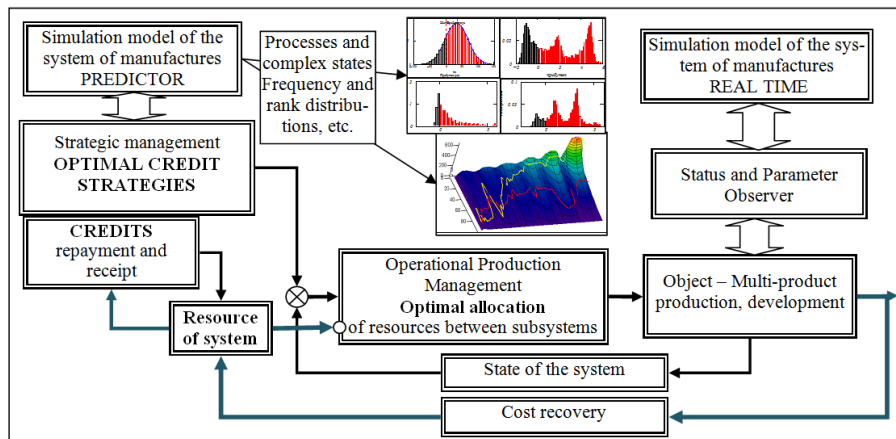 Simulation model of the
system of manufactures
PREDICTOR
Processes and
complex states
Frequency and
rank distribu-
tions, etc.
Simulation model of the sys-
tem of manufactures
REAL TIME
Strategic management
OPTIMAL CREDIT
STRATEGIES
Status and Parameter
Observer
CREDITS
repayment and
receipt
Operational Production
Management
Optimal allocation
of resources between subsystems
Object – Multi-product
production, development
Resource
of system
State of the system
Cost recovery